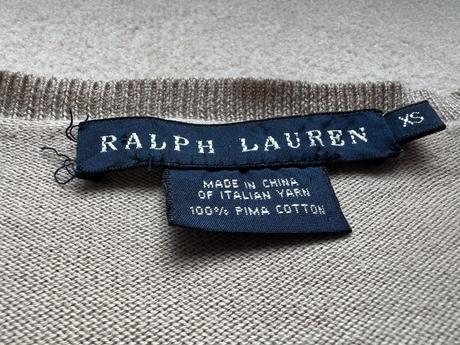 RALPH LAUREN
XS
MADE IN CHINA
OF ITALIAN YARN
100% PIMA COTTON